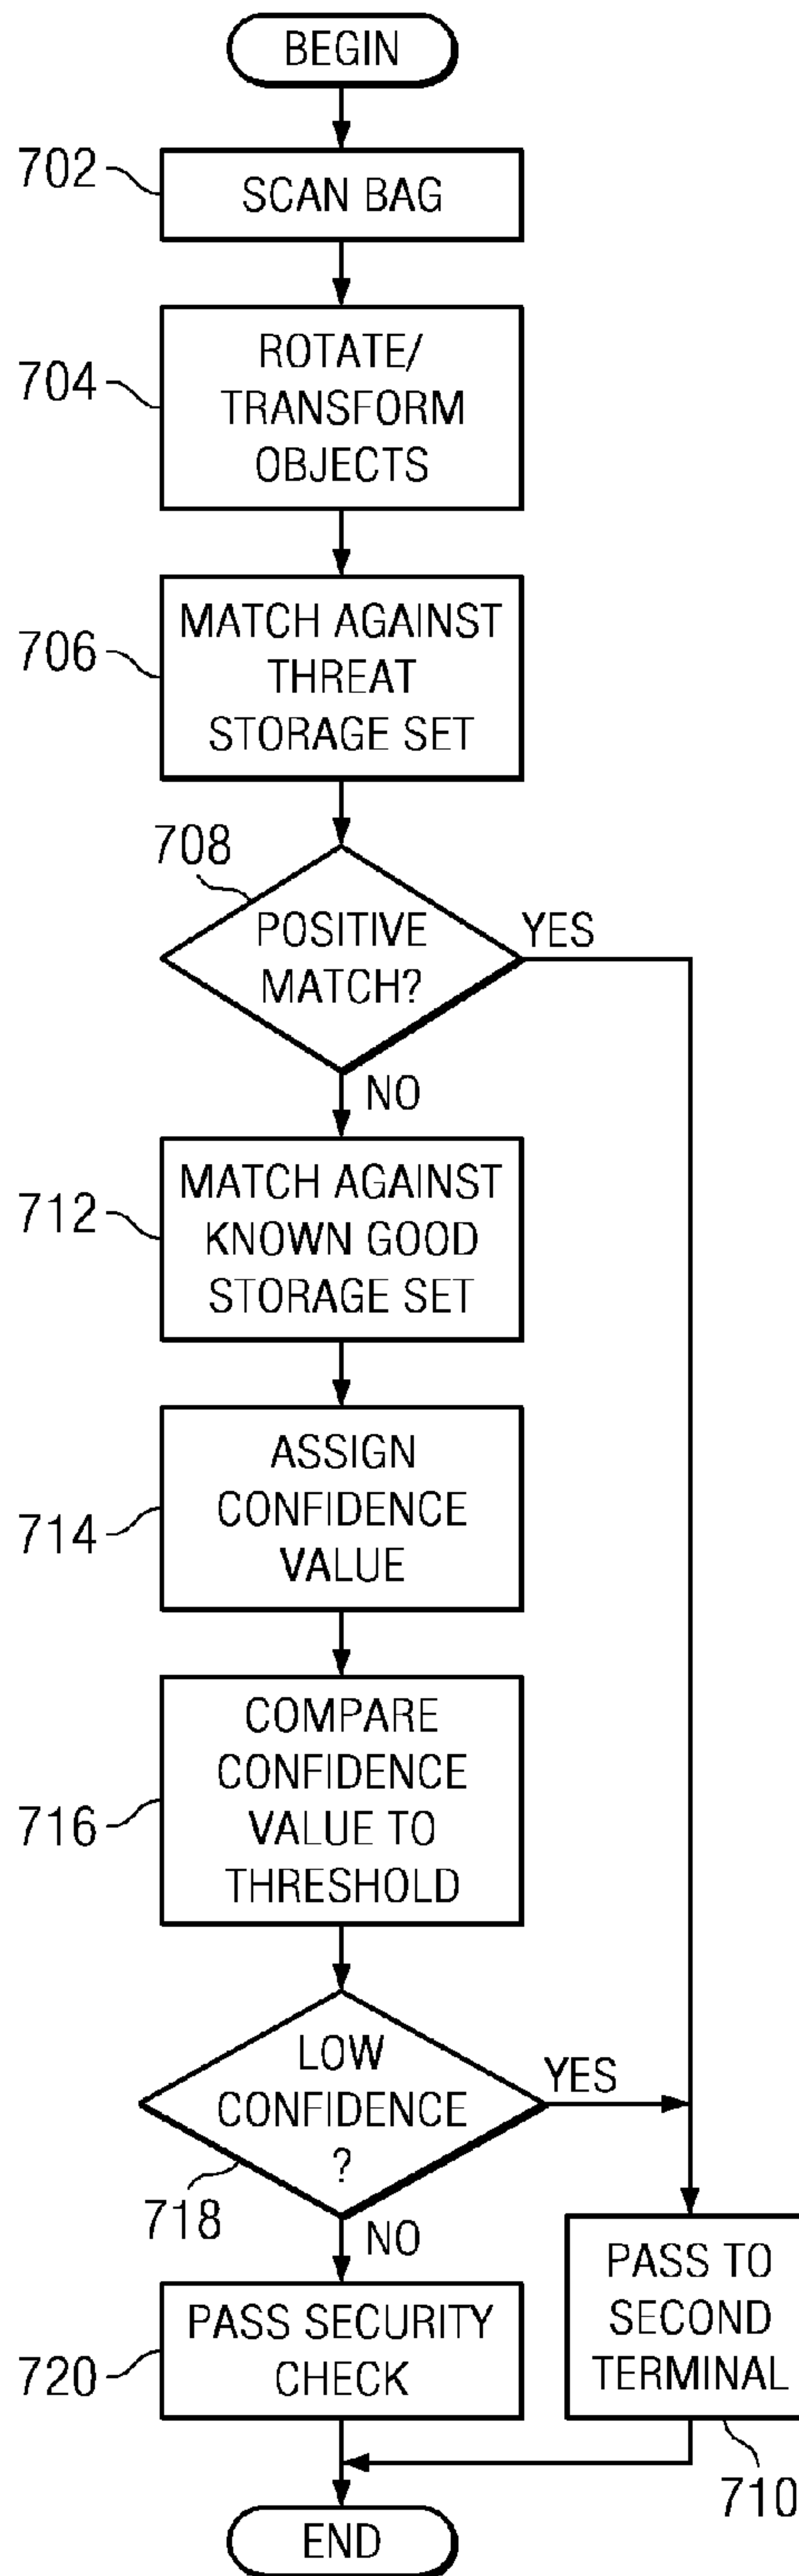 BEGIN
702
SCAN BAG
704
ROTATE/
TRANSFORM
OBJECTS
706
MATCH AGAINST
THREAT
STORAGE SET
708
POSITIVE
MATCH?
YES
NO
712
MATCH AGAINST
KNOWN GOOD
STORAGE SET
714
ASSIGN
CONFIDENCE
VALUE
716
COMPARE
CONFIDENCE
VALUE TO
THRESHOLD
LOW
CONFIDENCE
?
YES
718
NO
720
PASS SECURITY
CHECK
PASS TO
SECOND
TERMINAL
710
END